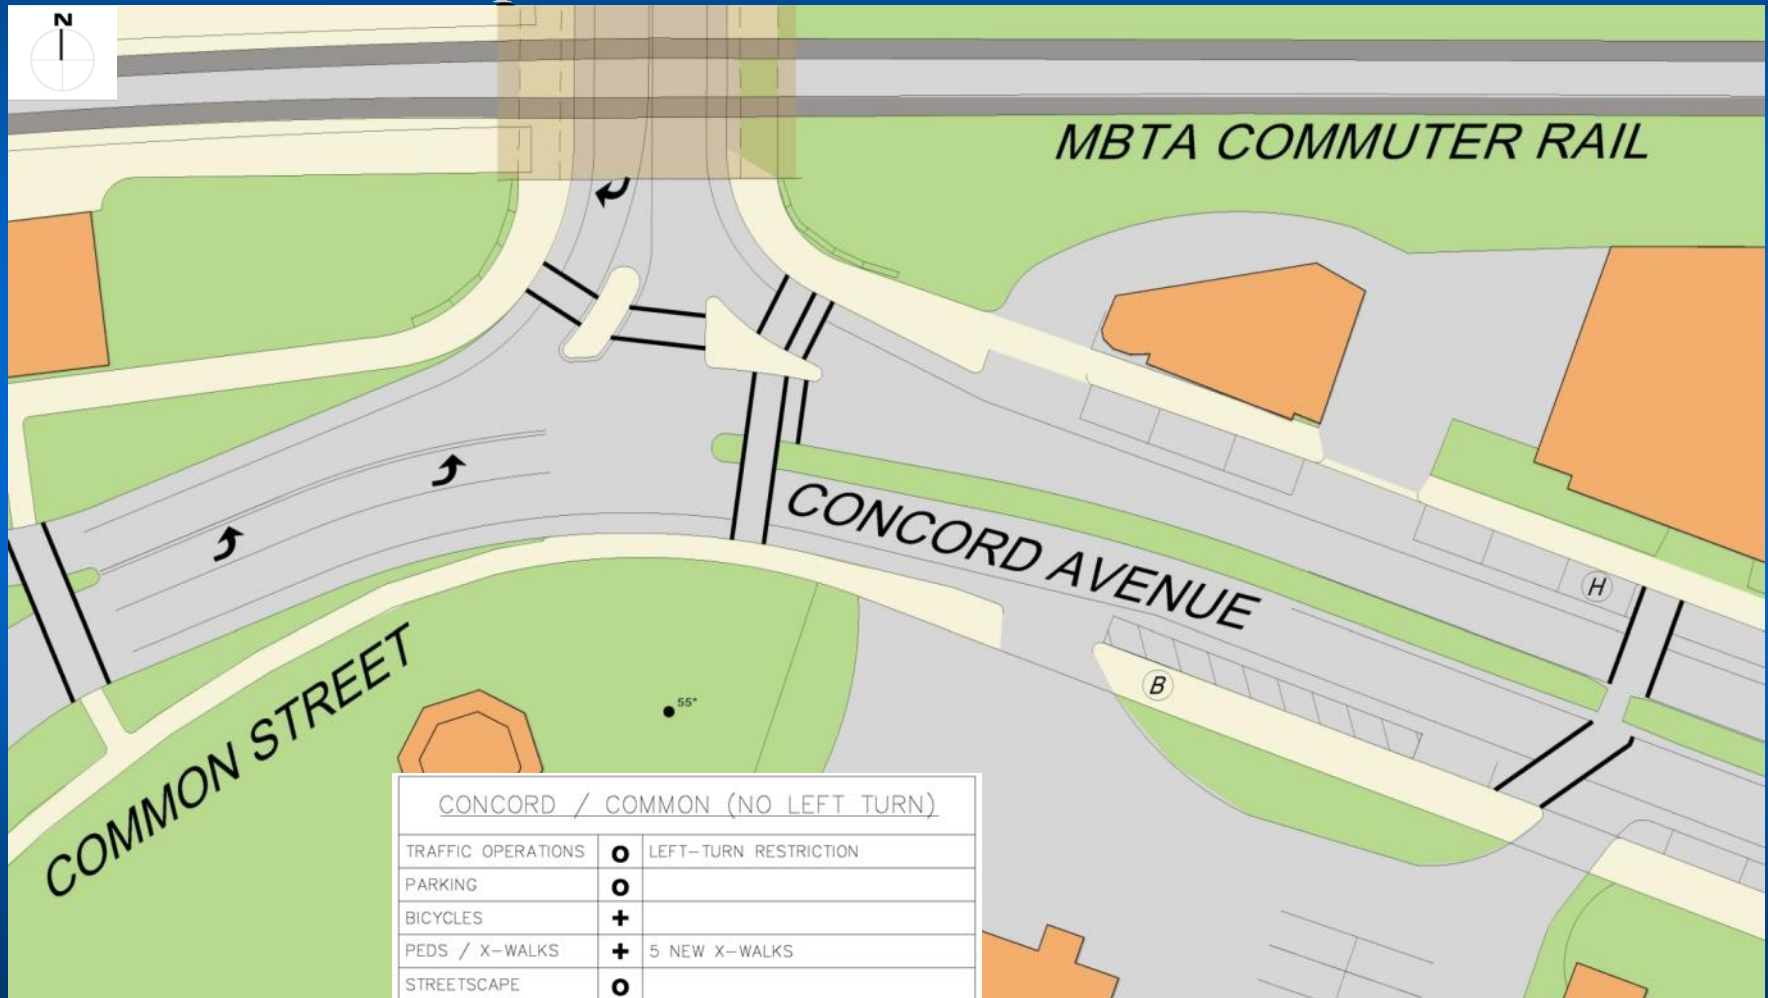 N
MBTA COMMUTER RAIL
CONCORD AVENUE
H
B
COMMON STREET
55"
CONCORD / COMMON (NO LEFT TURN)
TRAFFIC OPERATIONS O LEFT-TURN RESTRICTION
PARKING O
BICYCLES +
PEDS / X-WALKS + 5 NEW X-WALKS
STREETSCAPE O